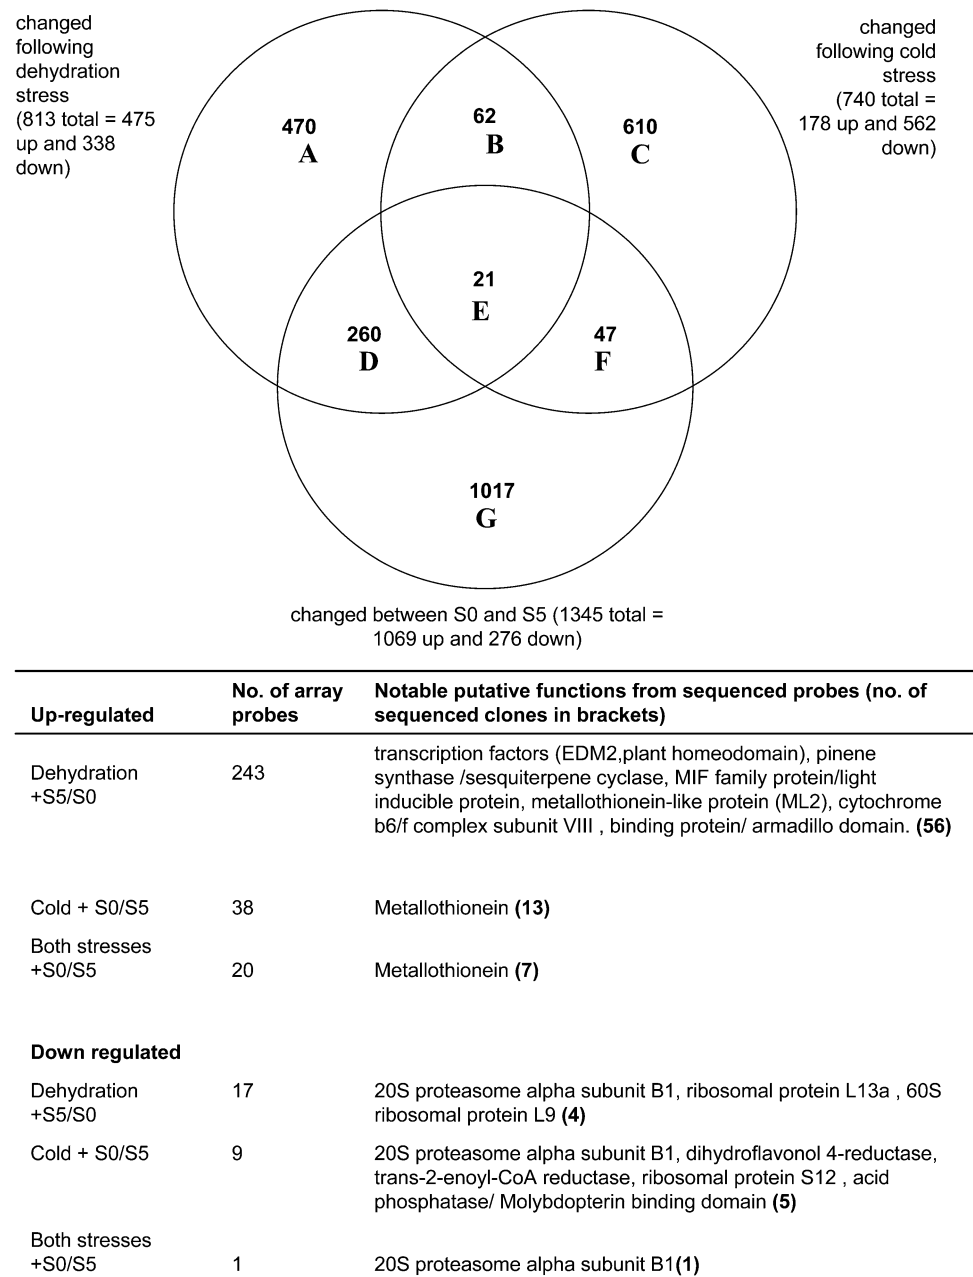 changed
following
dehydration
stress
(813 total = 475
up and 338
down)
changed
following cold
stress
(740 total =
178 up and 562
down)
470
A
62
B
610
C
21
E
260
D
47
F
1017
G
changed between S0 and S5 (1345 total =
1069 up and 276 down)
Up-regulated
No. of array
probes
Notable putative functions from sequenced probes (no. of
sequenced clones in brackets)
Dehydration
+S5/S0
243
transcription factors (EDM2,plant homeodomain), pinene
synthase /sesquiterpene cyclase, MIF family protein/light
inducible protein, metallothionein-like protein (ML2), cytochrome
b6/f complex subunit VIII , binding protein/ armadillo domain. (56)
Cold + S0/S5
38
Metallothionein (13)
Both stresses
+S0/S5
20
Metallothionein (7)
Down regulated
Dehydration
+S5/S0
17
20S proteasome alpha subunit B1, ribosomal protein L13a , 60S
ribosomal protein L9 (4)
Cold + S0/S5
9
20S proteasome alpha subunit B1, dihydroflavonol 4-reductase,
trans-2-enoyl-CoA reductase, ribosomal protein S12 , acid
phosphatase/ Molybdopterin binding domain (5)
Both stresses
+S0/S5
1
20S proteasome alpha subunit B1(1)